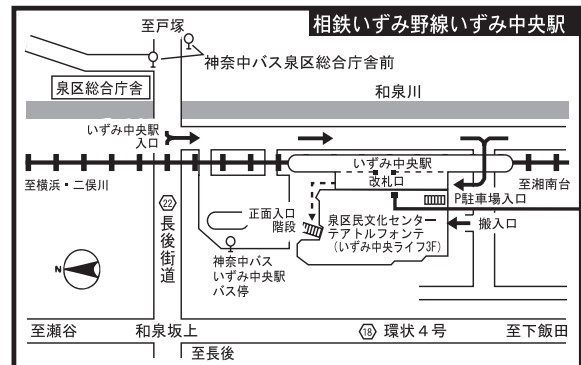 相鉄いずみ野線いずみ中央駅
至戸塚
神奈中バス泉区総合庁舎前
泉区総合庁舎
和泉川
いずみ中央駅
入口
いずみ中央駅
至横浜・二俣川
改札口
至湘南台
P駐車場入口
22
長後街道
正面入口
階段
泉区民文化センター
テアトルフォンテ
(いずみ中央ライフ3F)
搬入口
N
神奈中バス
いずみ中央駅
バス停
至瀬谷
和泉坂上
18 環状4号
至下飯田
至長後